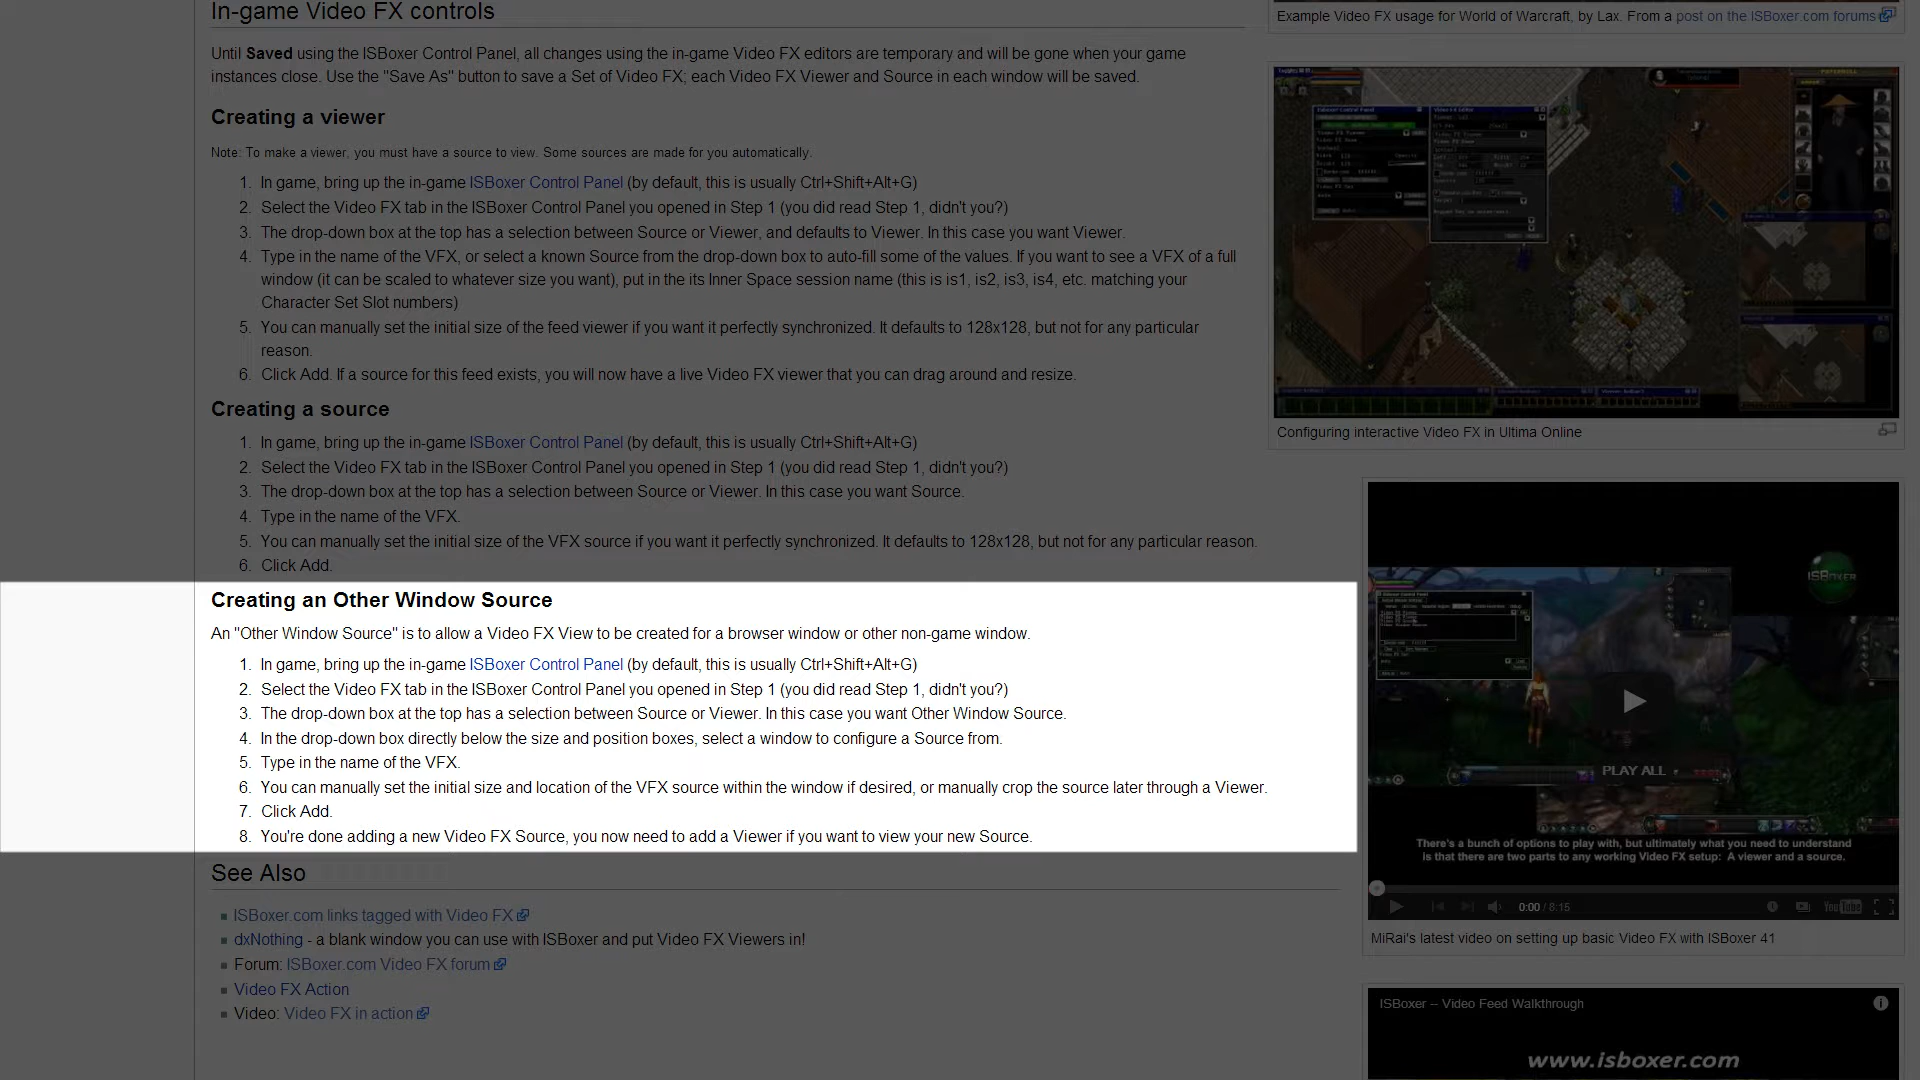 In-game Video FX controls
Until Saved using the ISBoxer Control Panel, all changes using the in-game Video FX editors are temporary and will be gone when your game
instances close. Use the "Save As" button to save a Set of Video FX; each Video FX Viewer and Source in each window will be saved.
Creating a viewer
Note: To make a viewer, you must have a source to view. Some sources are made for you automatically.
1. In game, bring up the in-game ISBoxer Control Panel (by default, this is usually Ctrl+Shift+Alt+G)
2. Select the Video FX tab in the ISBoxer Control Panel you opened in Step 1 (you did read Step 1, didn't you?)
3. The drop-down box at the top has a selection between Source or Viewer, and defaults to Viewer. In this case you want Viewer.
4. Type in the name of the VFX, or select a known Source from the drop-down box to auto-fill some of the values. If you want to see a VFX of a full
window (it can be scaled to whatever size you want), put in the its Inner Space session name (this is is1, is2, is3, is4, etc. matching your
Character Set Slot numbers)
5. You can manually set the initial size of the feed viewer if you want it perfectly synchronized. It defaults to 128x128, but not for any particular
reason.
6. Click Add. If a source for this feed exists, you will now have a live Video FX viewer that you can drag around and resize.
Creating a source
1. In game, bring up the in-game ISBoxer Control Panel (by default, this is usually Ctrl+Shift+Alt+G)
2. Select the Video FX tab in the ISBoxer Control Panel you opened in Step 1 (you did read Step 1, didn't you?)
3. The drop-down box at the top has a selection between Source or Viewer. In this case you want Source.
4. Type in the name of the VFX.
5. You can manually set the initial size of the VFX source if you want it perfectly synchronized. It defaults to 128x128, but not for any particular reason.
6. Click Add.
Creating an Other Window Source
An "Other Window Source" is to allow a Video FX View to be created for a browser window or other non-game window.
1. In game, bring up the in-game ISBoxer Control Panel (by default, this is usually Ctrl+Shift+Alt+G)
2. Select the Video FX tab in the ISBoxer Control Panel you opened in Step 1 (you did read Step 1, didn't you?)
3. The drop-down box at the top has a selection between Source or Viewer. In this case you want Other Window Source.
4. In the drop-down box directly below the size and position boxes, select a window to configure a Source from.
5. Type in the name of the VFX.
6. You can manually set the initial size and location of the VFX source within the window if desired, or manually crop the source later through a Viewer.
7. Click Add.
8. You're done adding a new Video FX Source, you now need to add a Viewer if you want to view your new Source.
See Also
ISBoxer.com links tagged with Video FX
dxNothing - a blank window you can use with ISBoxer and put Video FX Viewers in!
Forum: ISBoxer.com Video FX forum
Video FX Action
Video: Video FX in action
Example Video FX usage for World of Warcraft, by Lax. From a post on the ISBoxer.com forums
Configuring interactive Video FX in Ultima Online
ISBOXER
PLAY ALL
There's a bunch of options to play with, but ultimately what you need to understand
is that there are two parts to any working Video FX setup: A viewer and a source.
0:00 / 8:15
YouTube
MiRai's latest video on setting up basic Video FX with ISBoxer 41
ISBoxer -- Video Feed Walkthrough
www.isboxer.com